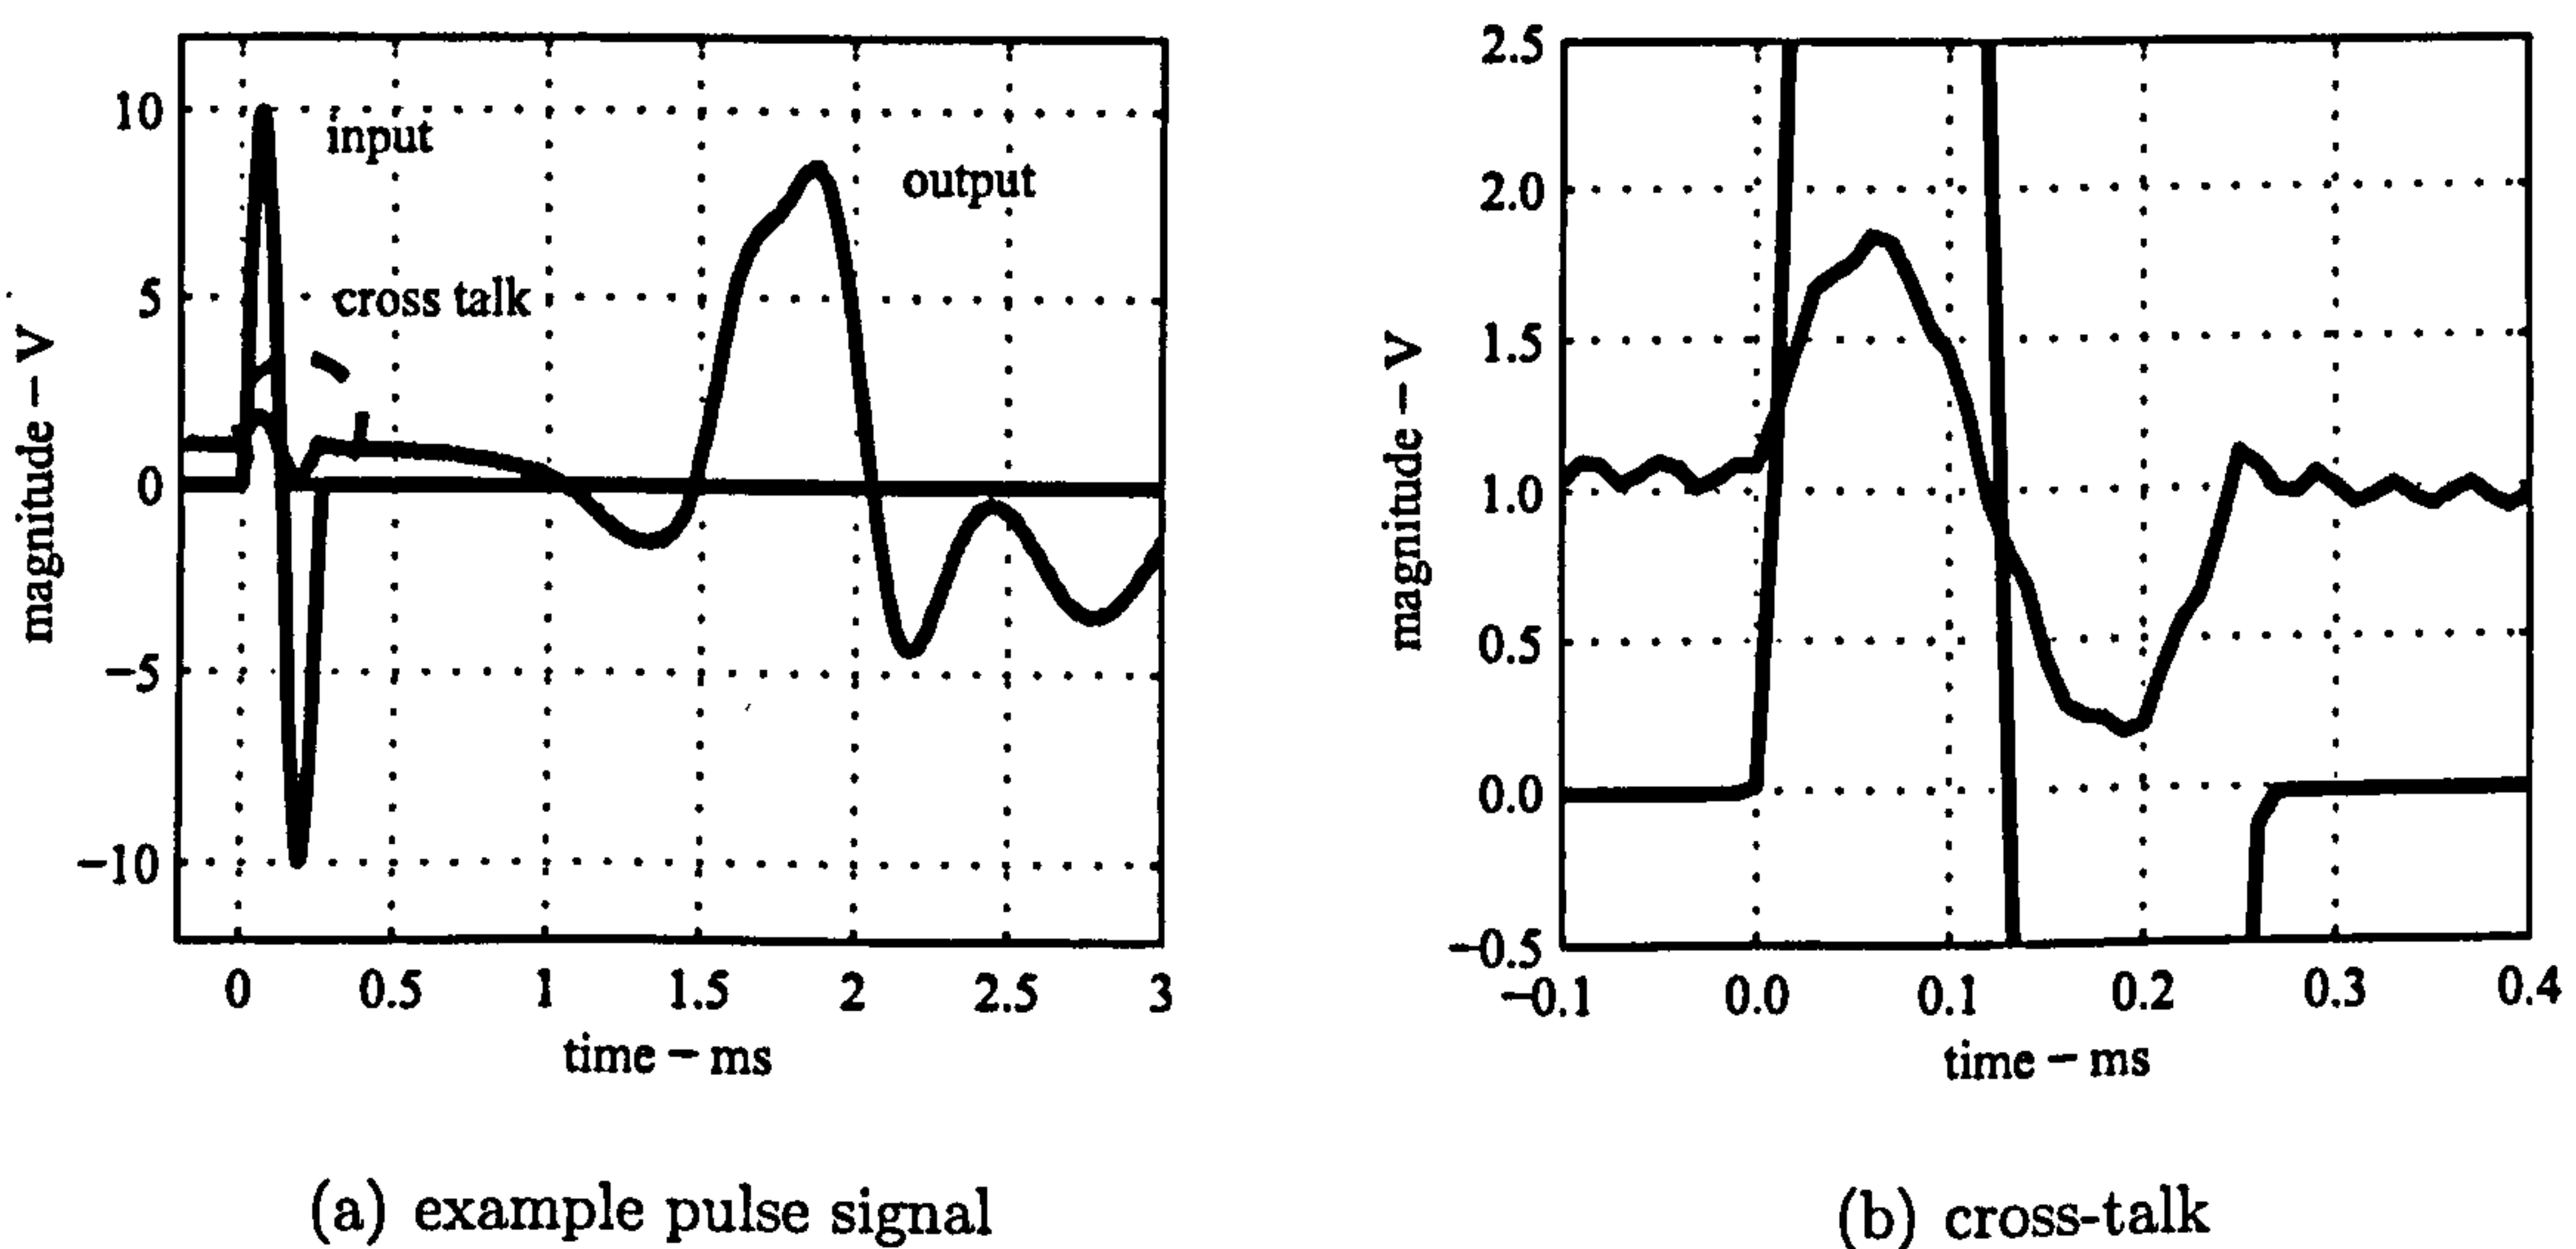 magnitude – V
10
5
0
−5
−10
input
cross talk
output
0 0.5 1 1.5 2 2.5 3
time – ms
(a) example pulse signal
magnitude – V
2.5
2.0
1.5
1.0
0.5
0.0
−0.5
−0.1 0.0 0.1 0.2 0.3 0.4
time – ms
(b) cross-talk